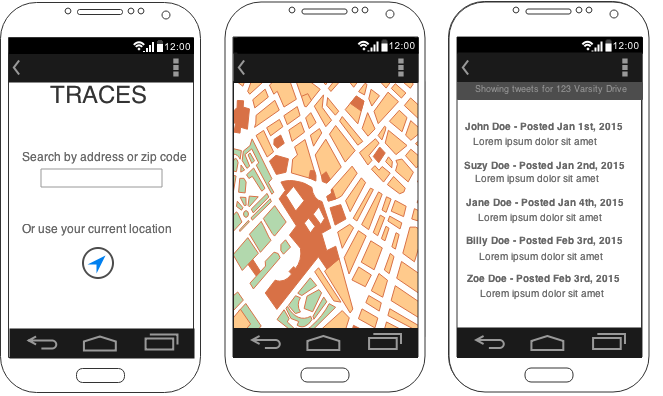 12:00
TRACES
Search by address or zip code
Or use your current location
12:00
12:00
Showing tweets for 123 Varsity Drive
John Doe - Posted Jan 1st, 2015
Lorem ipsum dolor sit amet
Suzy Doe - Posted Jan 2nd, 2015
Lorem ipsum dolor sit amet
Jane Doe - Posted Jan 4th, 2015
Lorem ipsum dolor sit amet
Billy Doe - Posted Feb 3rd, 2015
Lorem ipsum dolor sit amet
Zoe Doe - Posted Feb 3rd, 2015
Lorem ipsum dolor sit amet